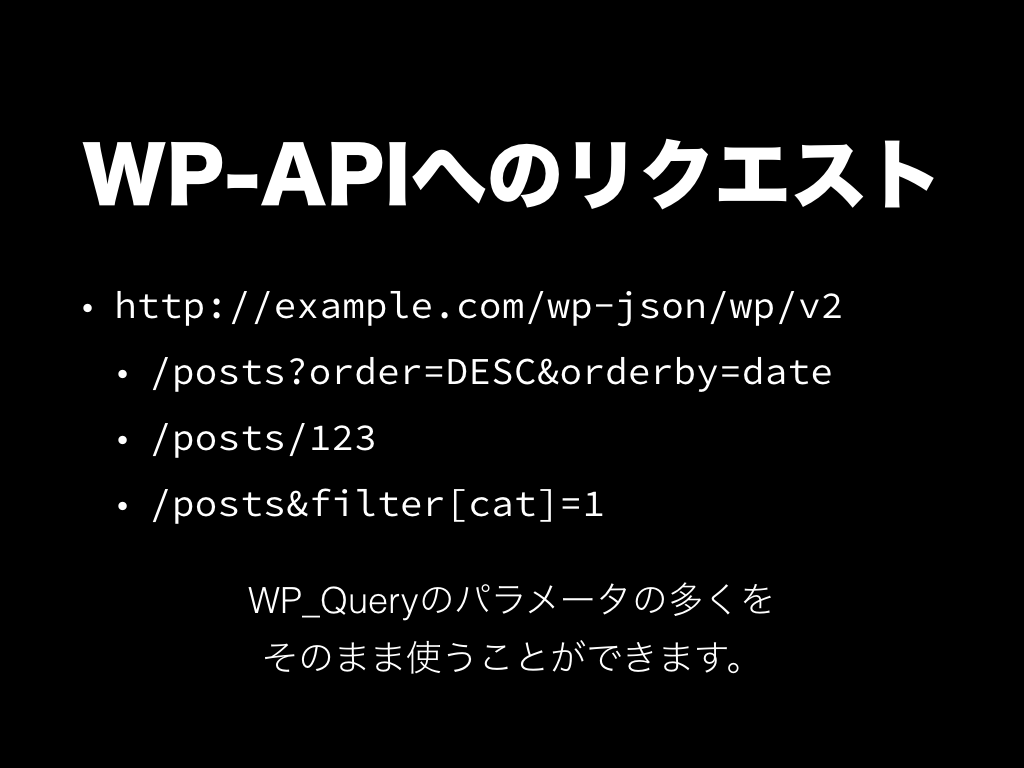 WP-APIへのリクエスト
• http://example.com/wp-json/wp/v2
• /posts?order=DESC&orderby=date
• /posts/123
• /posts&filter[cat]=1
WP_Queryのパラメータの多くを
そのまま使うことができます。